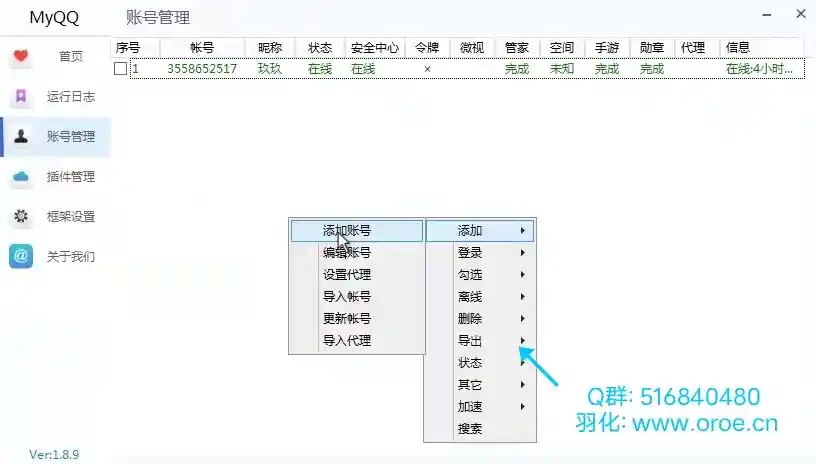 MyQQ
账号管理
首页
运行日志
账号管理
插件管理
框架设置
关于我们
Ver:1.8.9
序号 帐号 昵称 状态 安全中心 令牌 微视 管家 空间 手游 勋章 代理 信息
1 3558652517 玖玖 在线 在线 × 完成 未知 完成 完成 在线:4小时...
添加账号
编辑账号
设置代理
导入帐号
更新帐号
导入代理
添加
登录
勾选
离线
删除
导出
状态
其它
加速
搜索
Q群: 516840480
羽化: www.oroe.cn